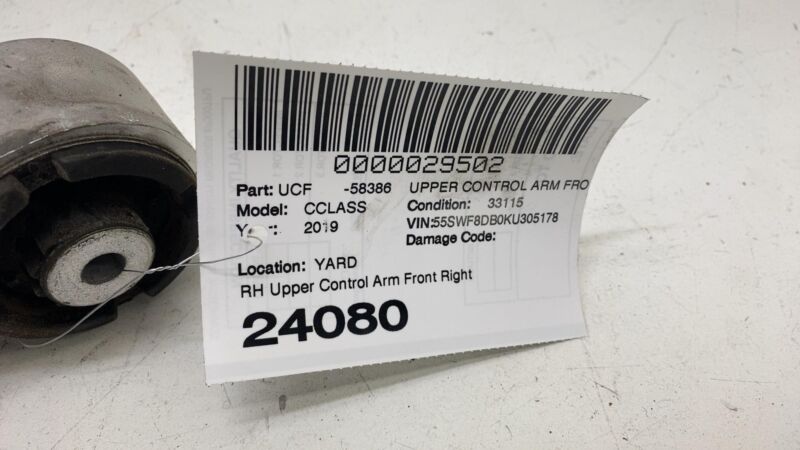 0000029502
Part: UCF -58386 UPPER CONTROL ARM FRO
Model: CCLASS Condition: 33115
Year: 2019 VIN:55SWF8DB0KU305178
Damage Code:
Location: YARD
RH Upper Control Arm Front Right
24080